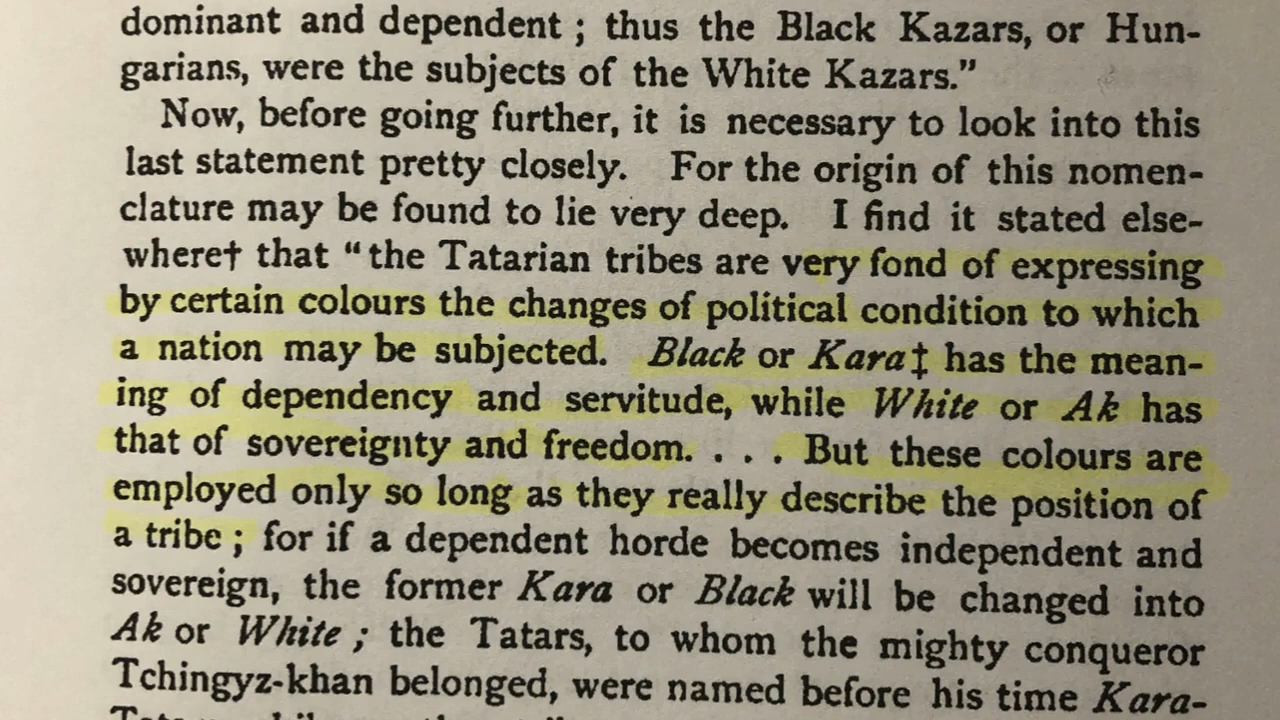 dominant and dependent ; thus the Black Kazars, or Hun-
garians, were the subjects of the White Kazars.”
Now, before going further, it is necessary to look into this
last statement pretty closely. For the origin of this nomen-
clature may be found to lie very deep. I find it stated else-
where† that “the Tatarian tribes are very fond of expressing
by certain colours the changes of political condition to which
a nation may be subjected. Black or Kara‡ has the mean-
ing of dependency and servitude, while White or Ak has
that of sovereignty and freedom. . . . But these colours are
employed only so long as they really describe the position of
a tribe ; for if a dependent horde becomes independent and
sovereign, the former Kara or Black will be changed into
Ak or White ; the Tatars, to whom the mighty conqueror
Tchingyz-khan belonged, were named before his time Kara-